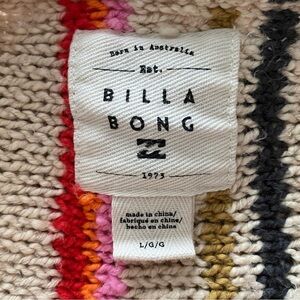 Born in Australia
Est.
BILLA
BONG
1973
made in china/
fabriqué en chine/
hecho en china
L/G/G